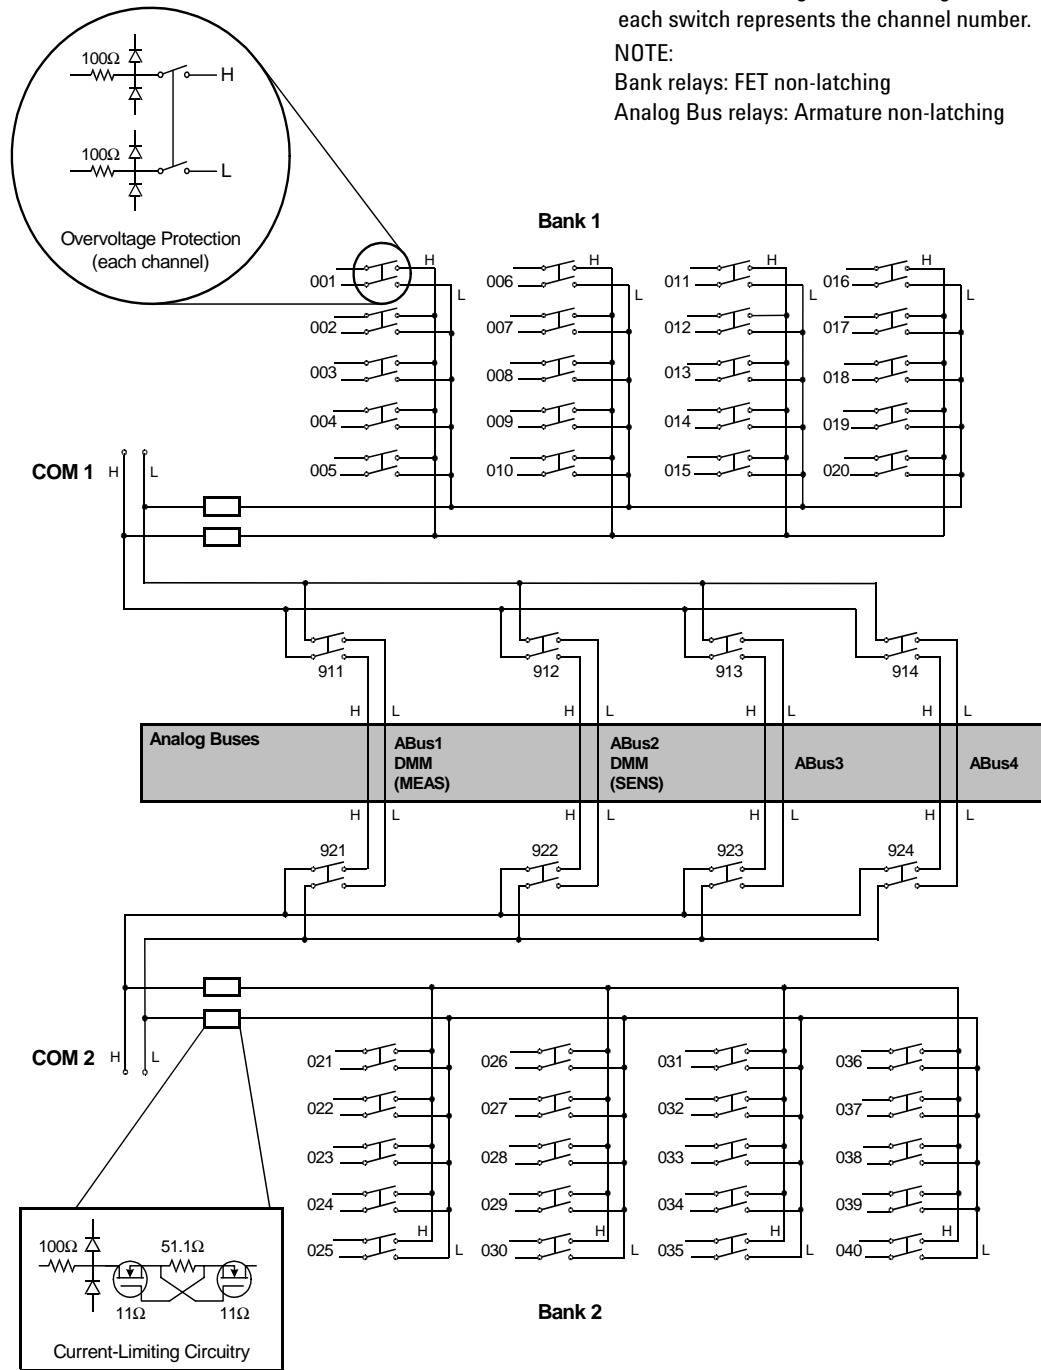 each switch represents the channel number.
NOTE:
Bank relays: FET non-latching
Analog Bus relays: Armature non-latching
100Ω
H
100Ω
L
Overvoltage Protection
(each channel)
Bank 1
H H H H
001 006 011 016
L L L L
002 007 012 017
003 008 013 018
004 009 014 019
005 010 015 020
COM 1 H L
911 912 913 914
H L H L H L H L
Analog Buses
ABus1
DMM
(MEAS)
ABus2
DMM
(SENS)
ABus3
ABus4
H L H L H L H L
921 922 923 924
COM 2 H L
021 026 031 036
022 027 032 037
023 028 033 038
024 029 034 039
H H H H
025 030 035 040
L L L L
100Ω 51.1Ω
11Ω 11Ω
Current-Limiting Circuitry
Bank 2